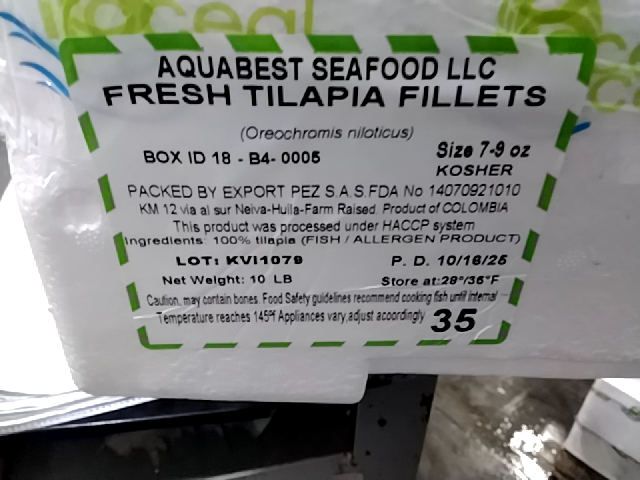 AQUABEST SEAFOOD LLC
FRESH TILAPIA FILLETS
(Oreochromis niloticus)
BOX ID 18 - B4- 0005
Size 7-9 oz
KOSHER
PACKED BY EXPORT PEZ S.A.S.FDA No 14070921010
KM 12 via al sur Neiva-Huila-Farm Raised. Product of COLOMBIA
This product was processed under HACCP system
Ingredients: 100% tilapia (FISH / ALLERGEN PRODUCT)
LOT: KVI1079
P. D. 10/16/25
Net Weight: 10 LB
Store at:28°/36°F
Caution, may contain bones. Food Safety guidelines recommend cooking fish until internal
Temperature reaches 145°f Appliances vary,adjust acoordingly
35